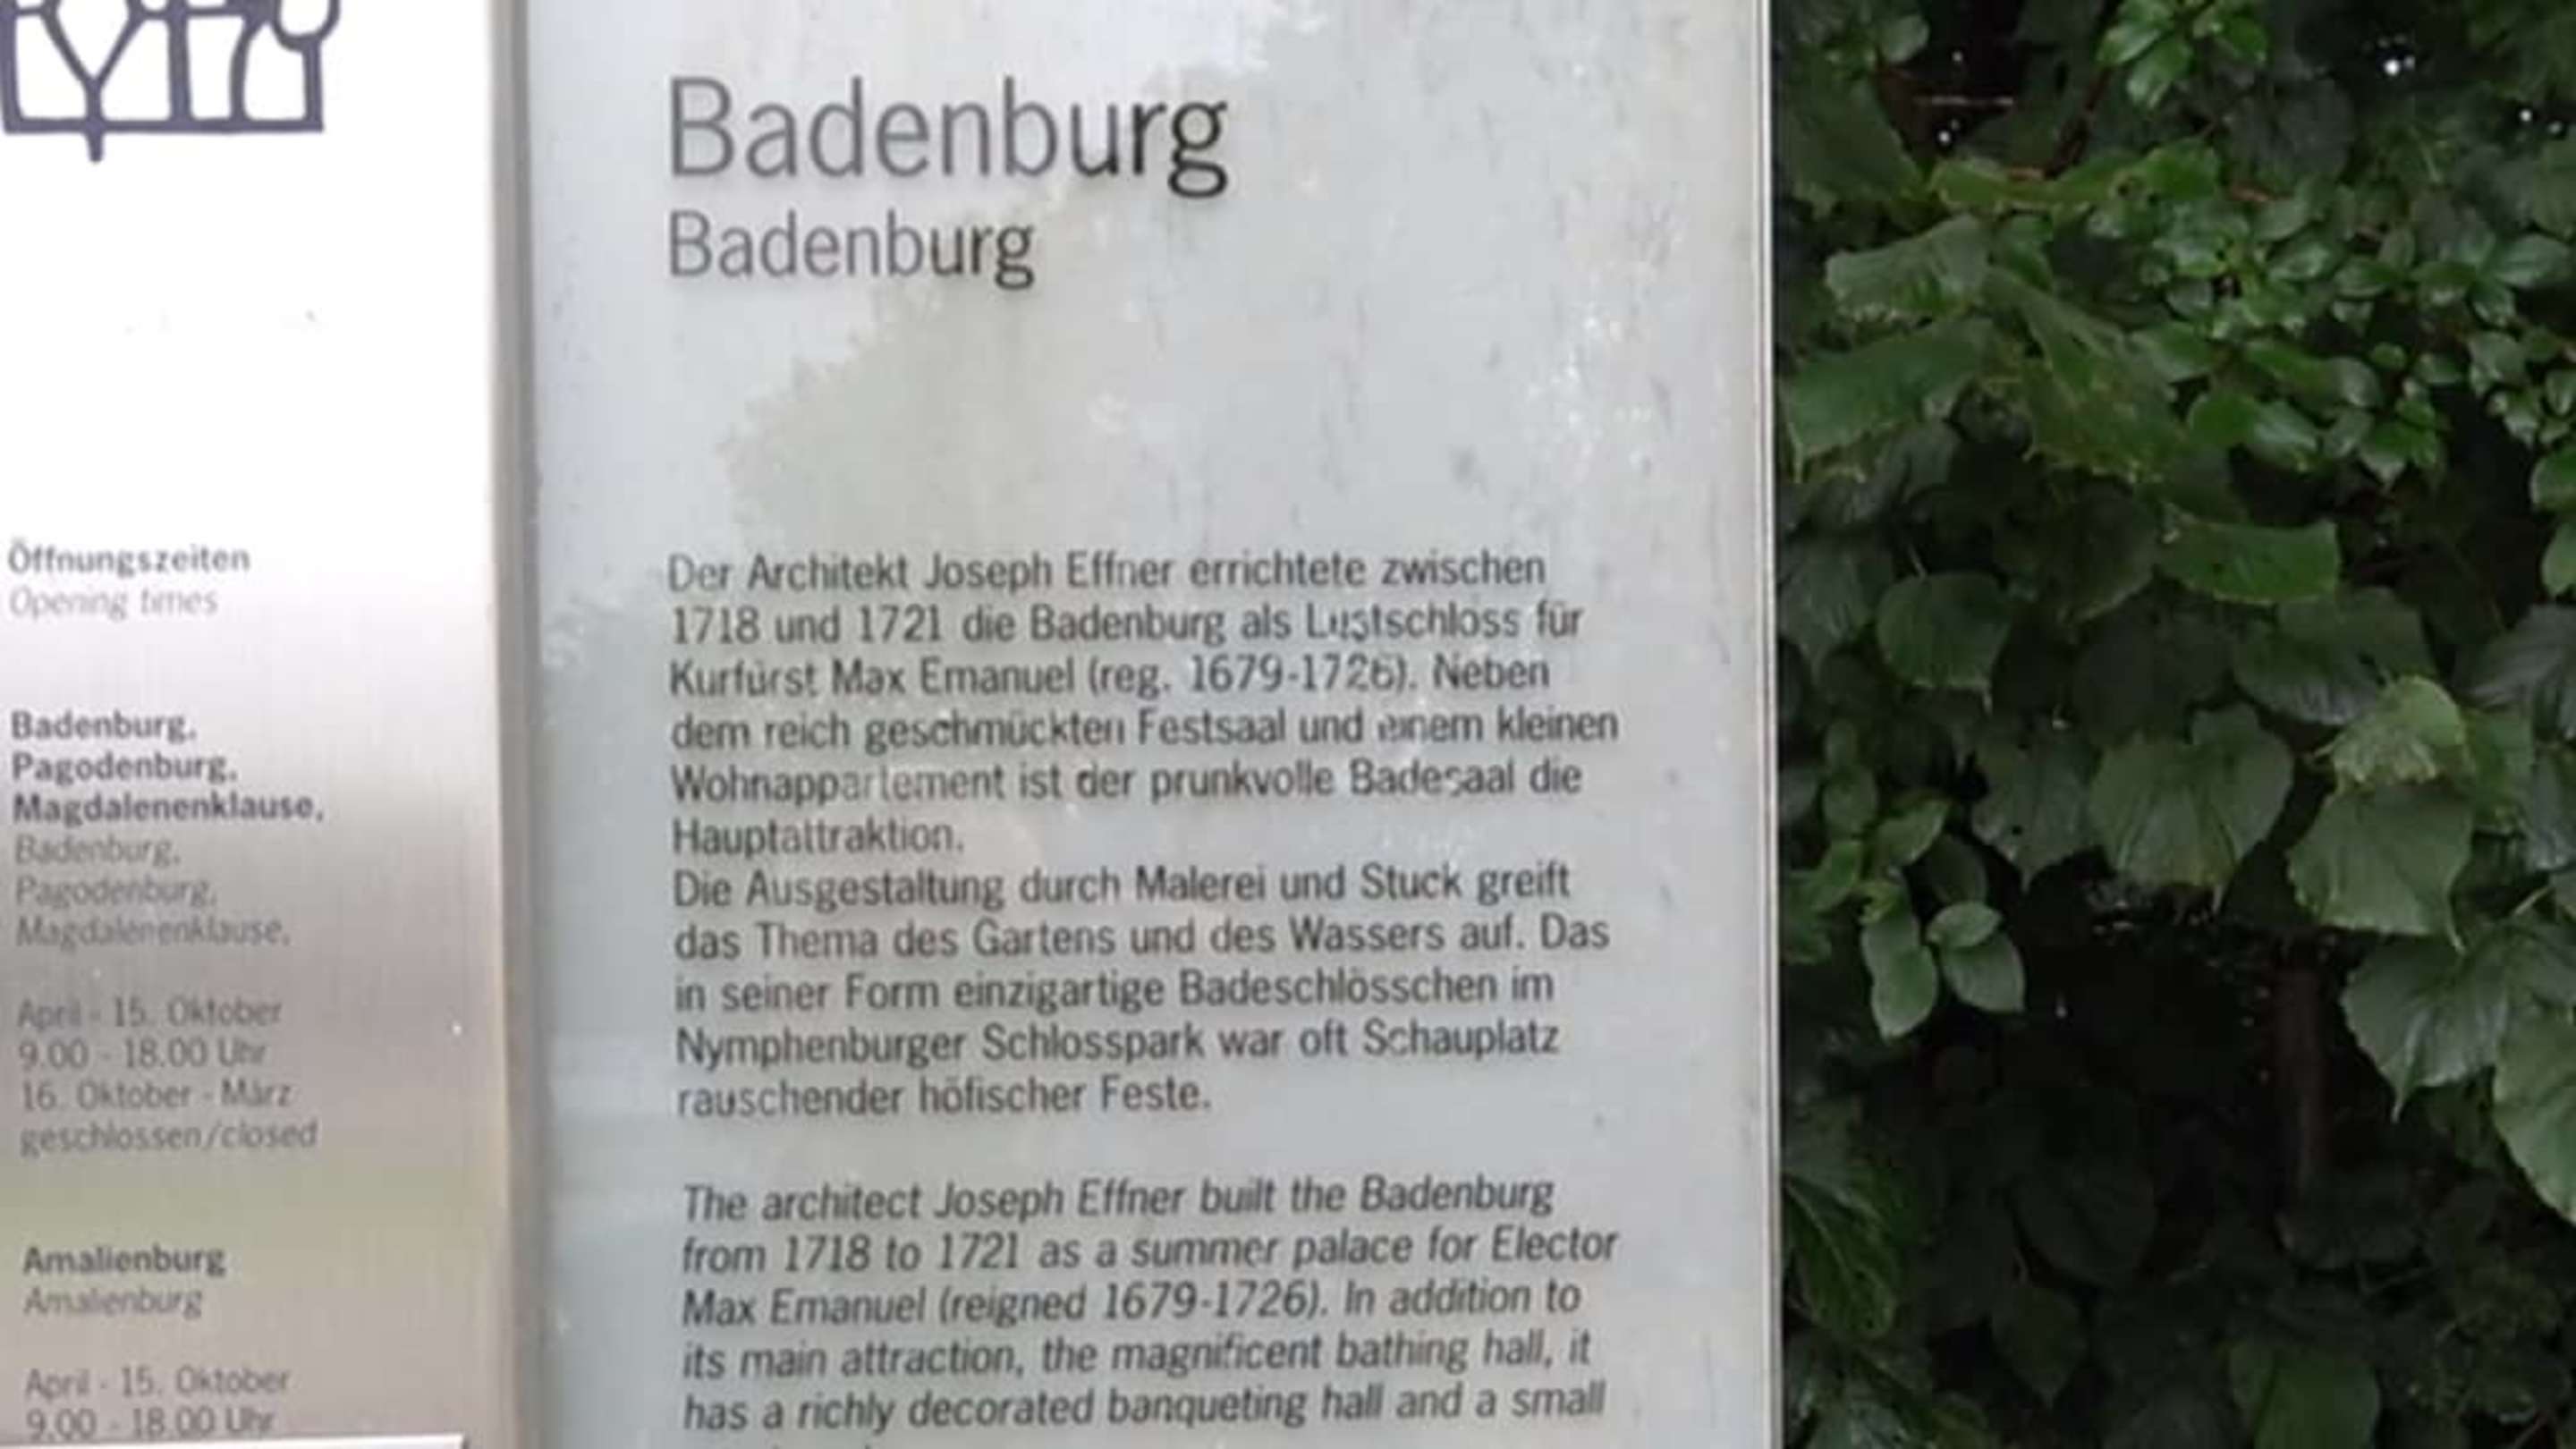 Öffnungszeiten
Opening times
Badenburg,
Pagodenburg,
Magdalenenklause,
Badenburg,
Pagodenburg,
Magdalenenklause,
April - 15. Oktober
9.00 - 18.00 Uhr
16. Oktober - März
geschlossen/closed
Amalienburg
Amalienburg
April - 15. Oktober
9.00 - 18.00 Uhr
Badenburg
Badenburg
Der Architekt Joseph Effner errichtete zwischen
1718 und 1721 die Badenburg als Lustschloss für
Kurfürst Max Emanuel (reg. 1679-1726). Neben
dem reich geschmückten Festsaal und einem kleinen
Wohnappartement ist der prunkvolle Badesaal die
Hauptattraktion.
Die Ausgestaltung durch Malerei und Stuck greift
das Thema des Gartens und des Wassers auf. Das
in seiner Form einzigartige Badeschlösschen im
Nymphenburger Schlosspark war oft Schauplatz
rauschender höfischer Feste.
The architect Joseph Effner built the Badenburg
from 1718 to 1721 as a summer palace for Elector
Max Emanuel (reigned 1679-1726). In addition to
its main attraction, the magnificent bathing hall, it
has a richly decorated banqueting hall and a small